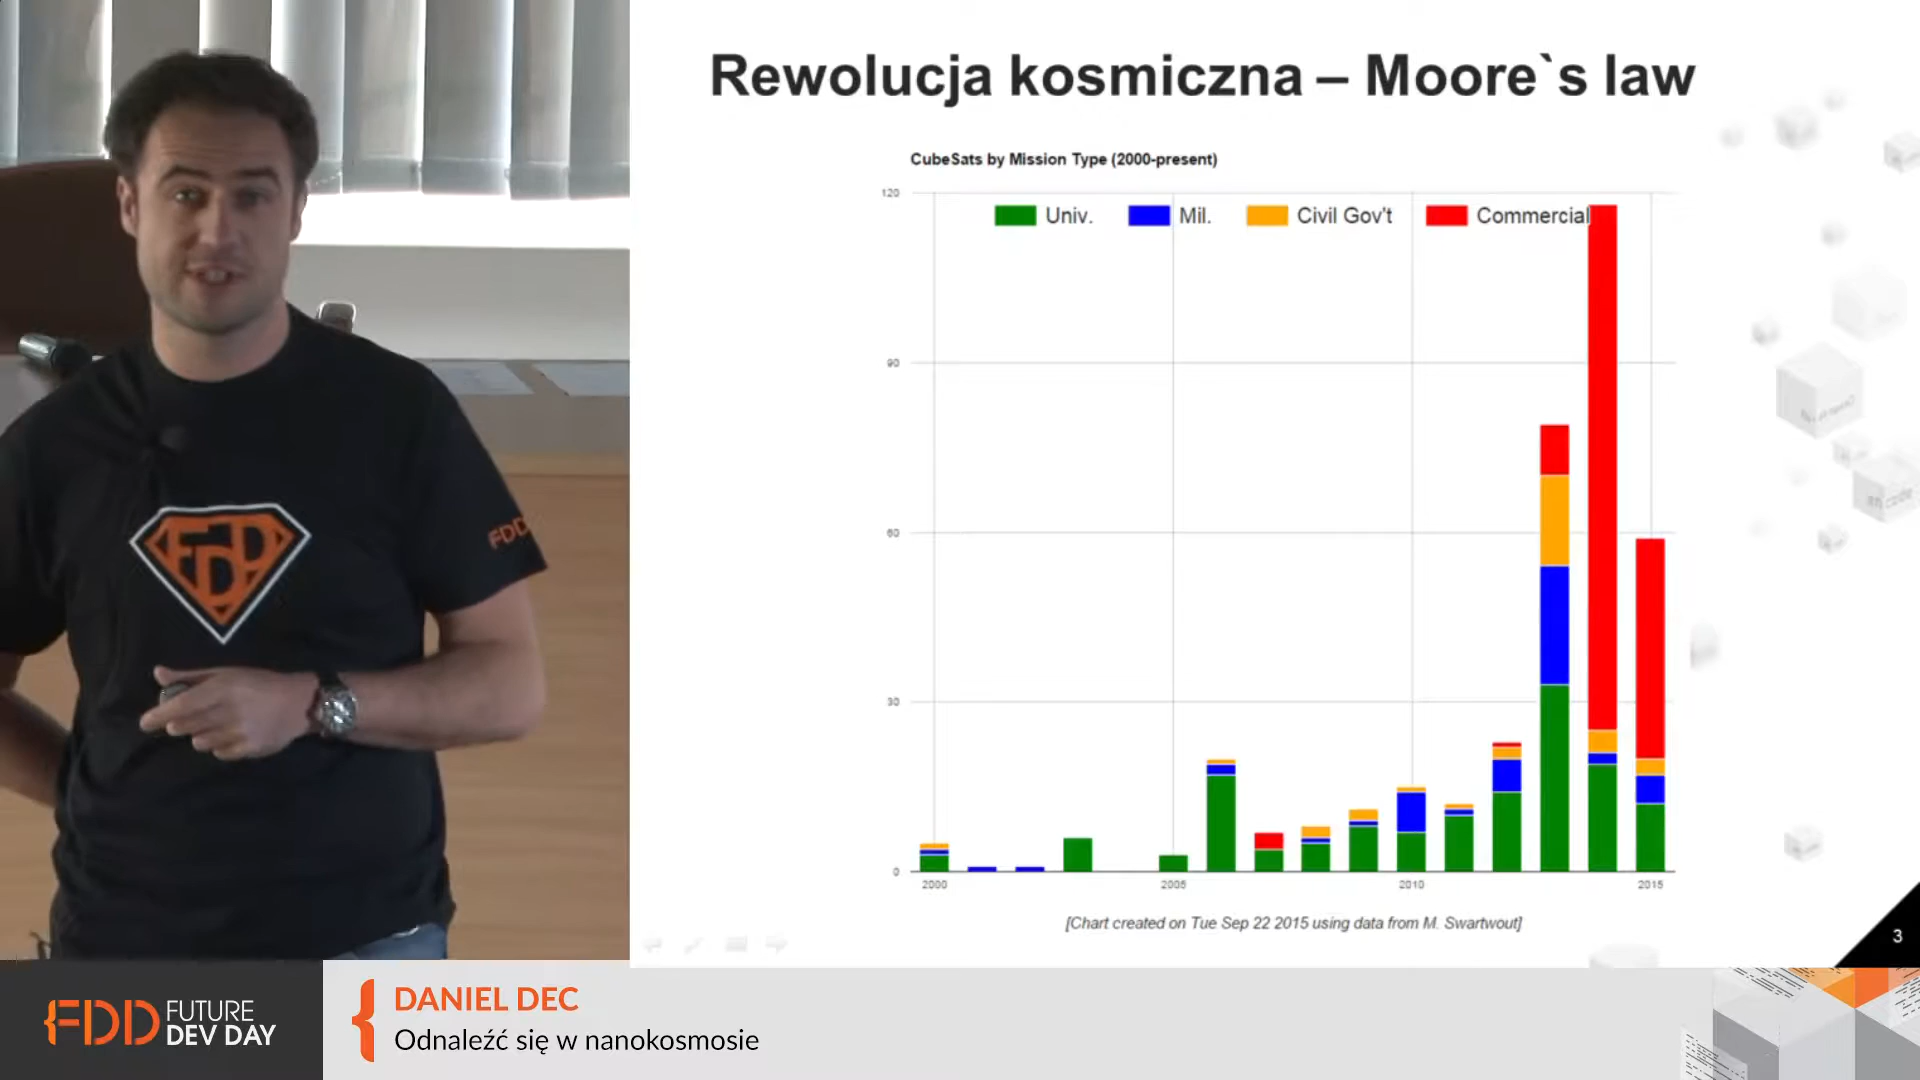 Rewolucja kosmiczna – Moore`s law
CubeSats by Mission Type (2000-present)
120
Univ.
Mil.
Civil Gov't
Commercial
90
60
30
0
2000
2005
2010
2015
[Chart created on Tue Sep 22 2015 using data from M. Swartwout]
3
FDD
FDD
FDD FUTURE
DEV DAY
DANIEL DEC
Odnaleźć się w nanokosmosie